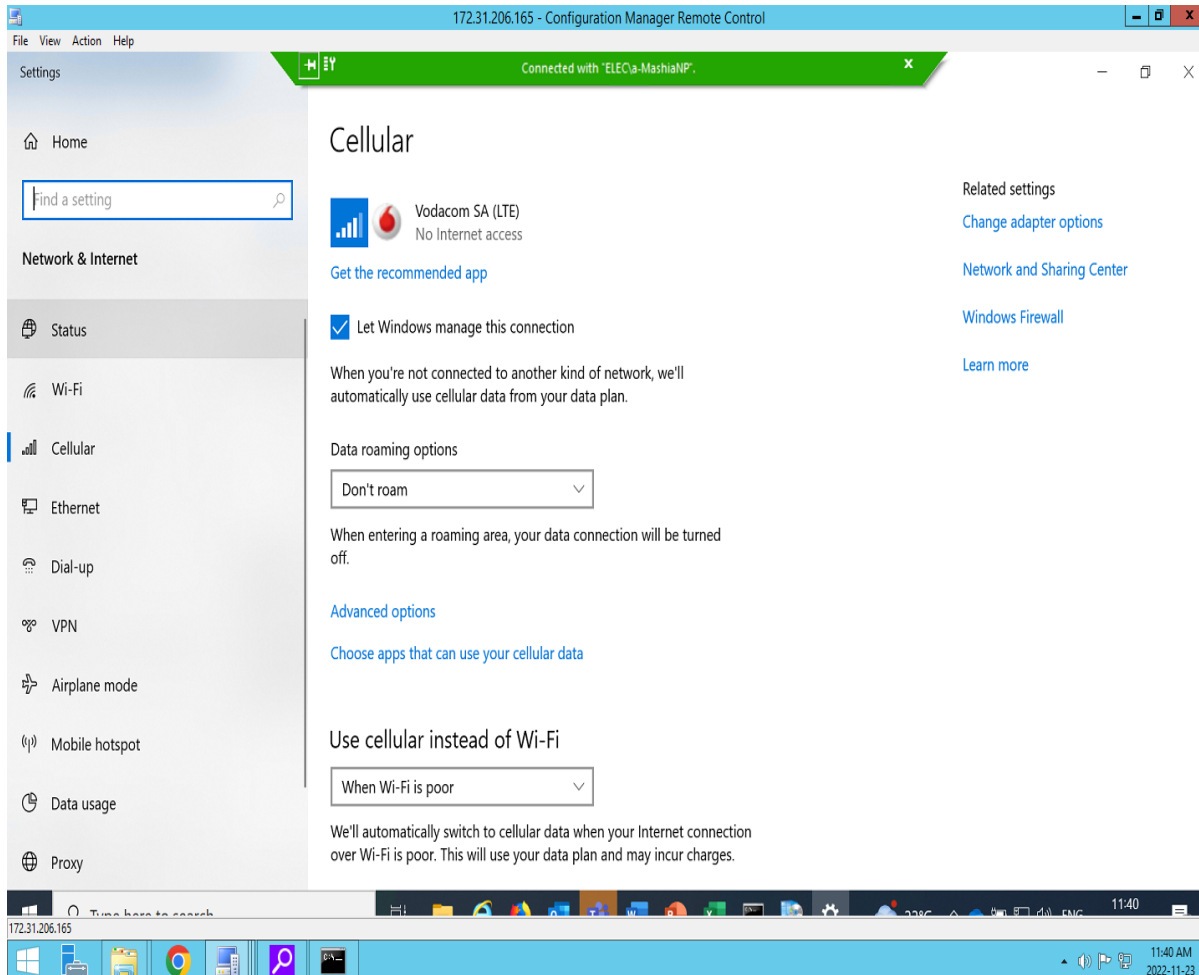 172.31.206.165 - Configuration Manager Remote Control
File View Action Help
Settings
Connected with "ELEC\a-MashiaNP".
x
Home
Find a setting
Network & Internet
Status
Wi-Fi
Cellular
Ethernet
Dial-up
VPN
Airplane mode
Mobile hotspot
Data usage
Proxy
Cellular
Vodacom SA (LTE)
No Internet access
Get the recommended app
Let Windows manage this connection
When you're not connected to another kind of network, we'll
automatically use cellular data from your data plan.
Data roaming options
Don't roam
When entering a roaming area, your data connection will be turned
off.
Advanced options
Choose apps that can use your cellular data
Use cellular instead of Wi-Fi
When Wi-Fi is poor
We'll automatically switch to cellular data when your Internet connection
over Wi-Fi is poor. This will use your data plan and may incur charges.
Related settings
Change adapter options
Network and Sharing Center
Windows Firewall
Learn more
Type here to search
ENG
11:40
172.31.206.165
11:40 AM
2022-11-23